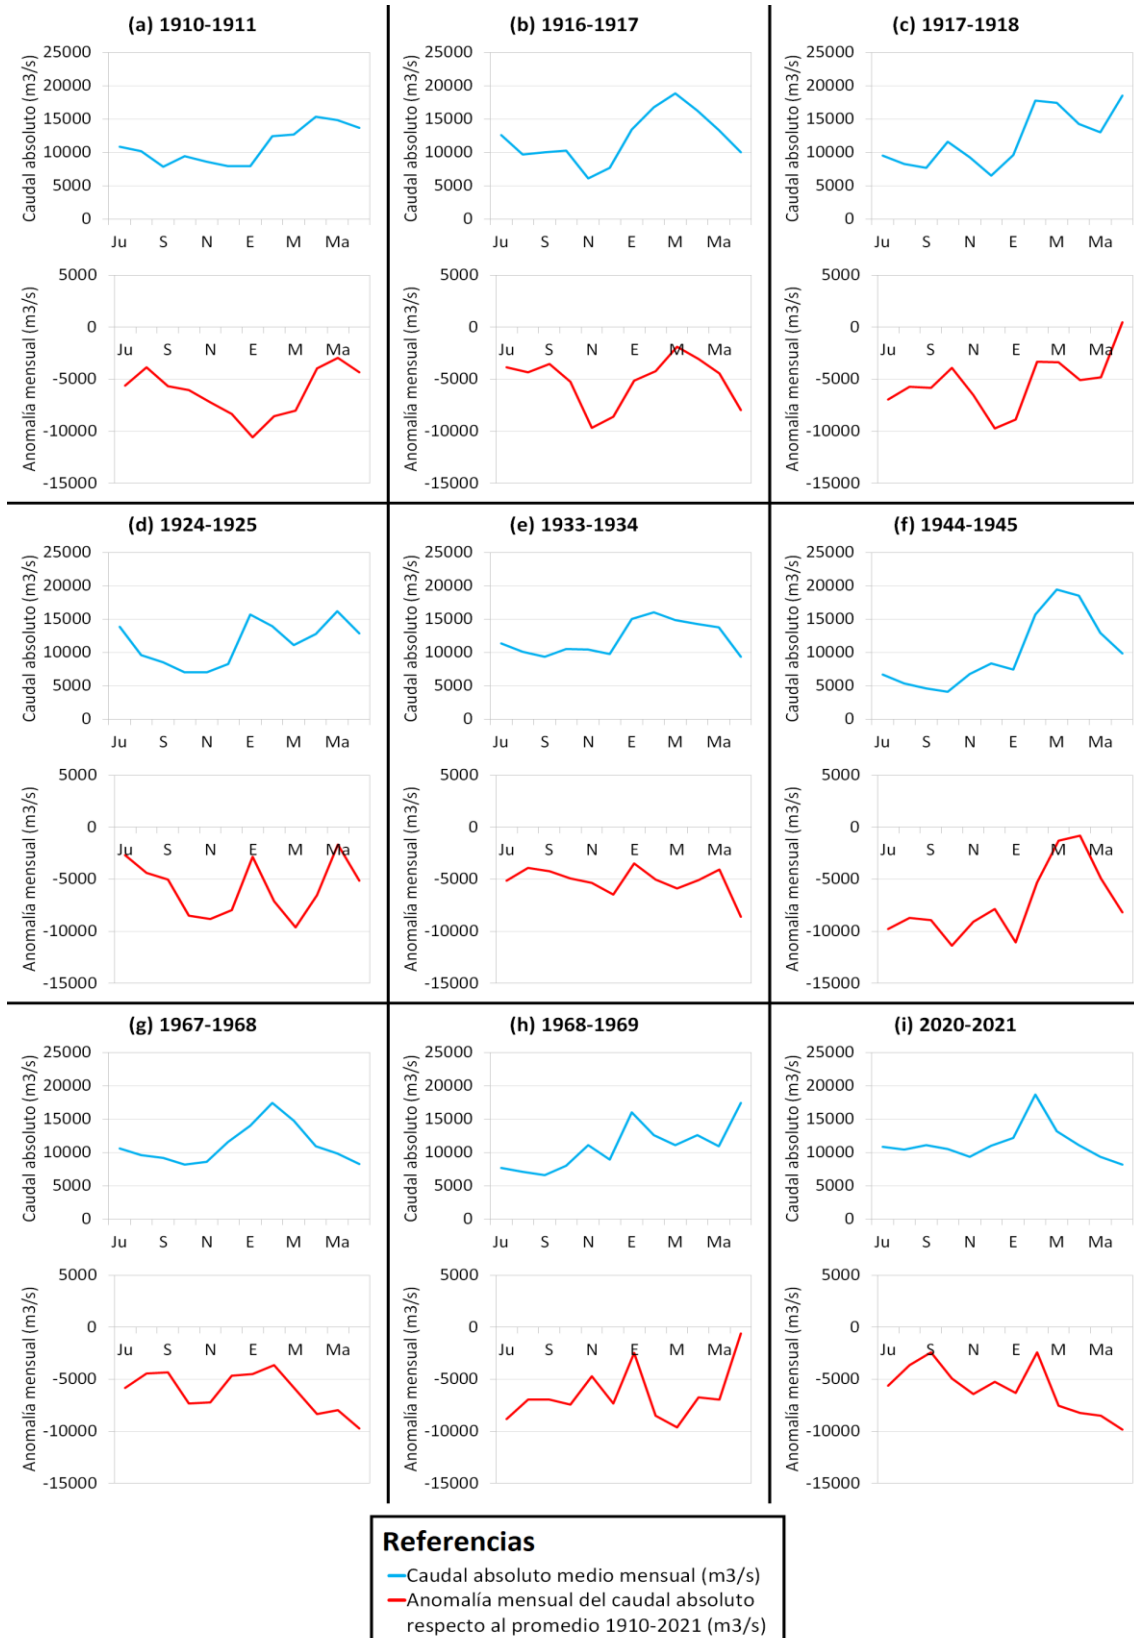 (a) 1910-1911
Caudal absoluto (m3/s)
25000
20000
15000
10000
5000
0
Ju S N E M Ma
Anomalía mensual (m3/s)
5000
0
-5000
-10000
-15000
Ju S N E M Ma
(b) 1916-1917
Caudal absoluto (m3/s)
25000
20000
15000
10000
5000
0
Ju S N E M Ma
Anomalía mensual (m3/s)
5000
0
-5000
-10000
-15000
Ju S N E M Ma
(c) 1917-1918
Caudal absoluto (m3/s)
25000
20000
15000
10000
5000
0
Ju S N E M Ma
Anomalía mensual (m3/s)
5000
0
-5000
-10000
-15000
Ju S N E M Ma
(d) 1924-1925
Caudal absoluto (m3/s)
25000
20000
15000
10000
5000
0
Ju S N E M Ma
Anomalía mensual (m3/s)
5000
0
-5000
-10000
-15000
Ju S N E M Ma
(e) 1933-1934
Caudal absoluto (m3/s)
25000
20000
15000
10000
5000
0
Ju S N E M Ma
Anomalía mensual (m3/s)
5000
0
-5000
-10000
-15000
Ju S N E M Ma
(f) 1944-1945
Caudal absoluto (m3/s)
25000
20000
15000
10000
5000
0
Ju S N E M Ma
Anomalía mensual (m3/s)
5000
0
-5000
-10000
-15000
Ju S N E M Ma
(g) 1967-1968
Caudal absoluto (m3/s)
25000
20000
15000
10000
5000
0
Ju S N E M Ma
Anomalía mensual (m3/s)
5000
0
-5000
-10000
-15000
Ju S N E M Ma
(h) 1968-1969
Caudal absoluto (m3/s)
25000
20000
15000
10000
5000
0
Ju S N E M Ma
Anomalía mensual (m3/s)
5000
0
-5000
-10000
-15000
Ju S N E M Ma
(i) 2020-2021
Caudal absoluto (m3/s)
25000
20000
15000
10000
5000
0
Ju S N E M Ma
Anomalía mensual (m3/s)
5000
0
-5000
-10000
-15000
Ju S N E M Ma
Referencias
Caudal absoluto medio mensual (m3/s)
Anomalía mensual del caudal absoluto
respecto al promedio 1910-2021 (m3/s)